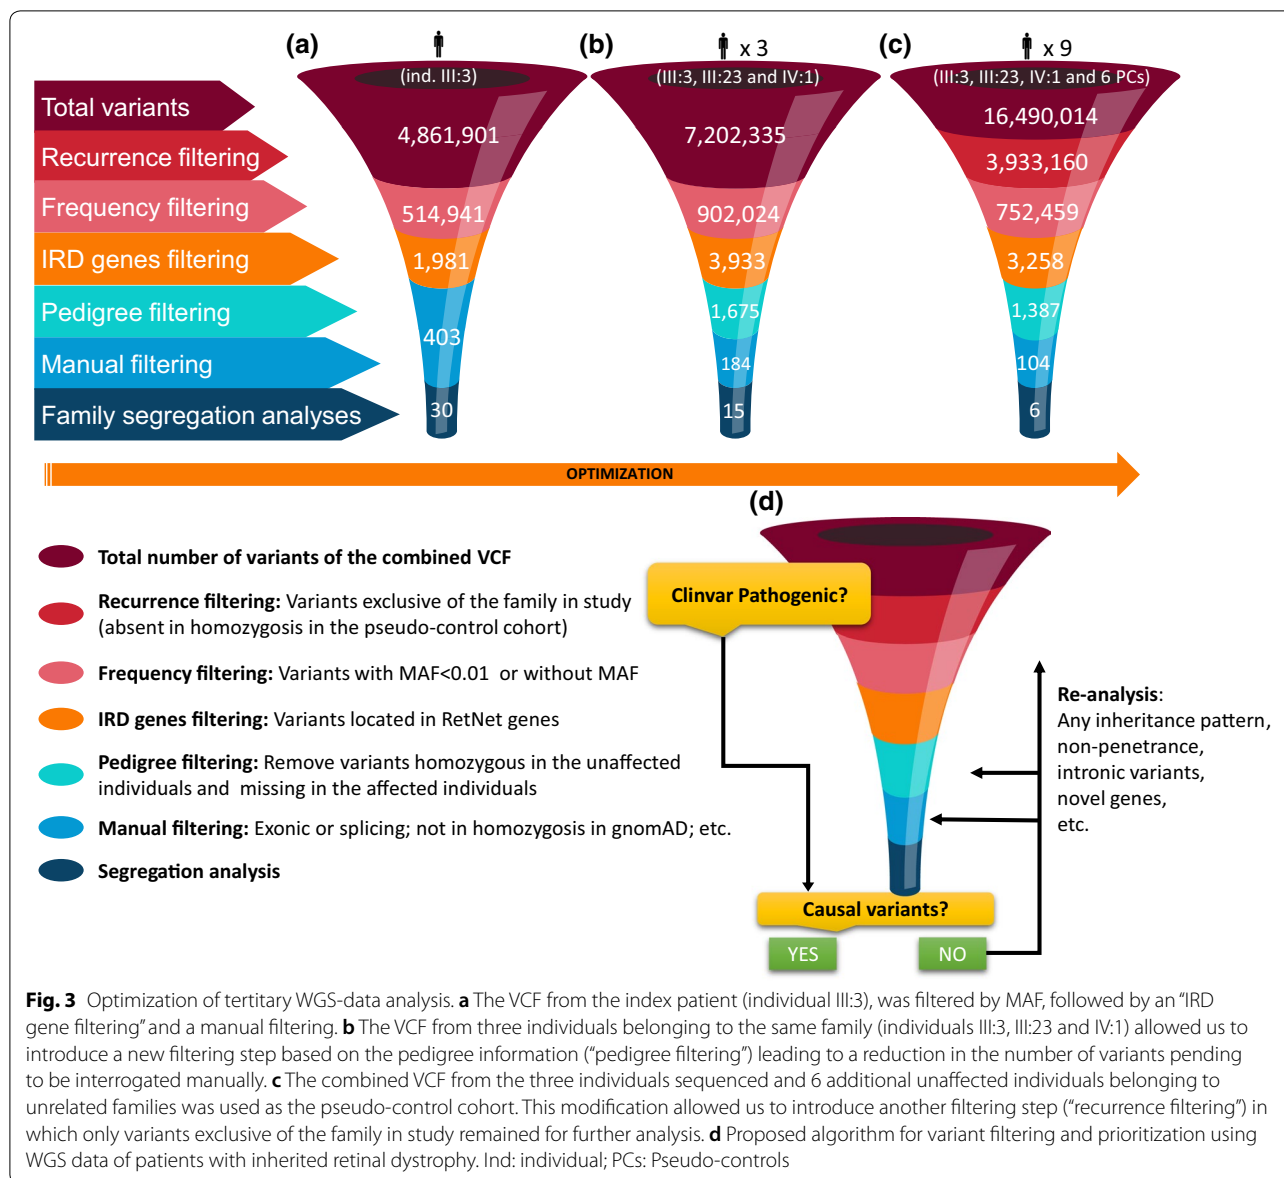 (a)
(b) x 3
(c) x 9
(ind. III:3)
(III:3, III:23 and IV:1)
(III:3, III:23, IV:1 and 6 PCs)
Total variants
4,861,901
7,202,335
16,490,014
Recurrence filtering
3,933,160
Frequency filtering
514,941
902,024
752,459
IRD genes filtering
1,981
3,933
3,258
Pedigree filtering
1,675
1,387
403
Manual filtering
184
104
Family segregation analyses
30
15
6
OPTIMIZATION
(d)
Total number of variants of the combined VCF
Recurrence filtering: Variants exclusive of the family in study
(absent in homozygosis in the pseudo-control cohort)
Frequency filtering: Variants with MAF<0.01 or without MAF
IRD genes filtering: Variants located in RetNet genes
Pedigree filtering: Remove variants homozygous in the unaffected
individuals and missing in the affected individuals
Manual filtering: Exonic or splicing; not in homozygosis in gnomAD; etc.
Segregation analysis
Clinvar Pathogenic?
Re-analysis:
Any inheritance pattern,
non-penetrance,
intronic variants,
novel genes,
etc.
Causal variants?
YES
NO
Fig. 3 Optimization of tertitary WGS-data analysis. a The VCF from the index patient (individual III:3), was filtered by MAF, followed by an “IRD
gene filtering” and a manual filtering. b The VCF from three individuals belonging to the same family (individuals III:3, III:23 and IV:1) allowed us to
introduce a new filtering step based on the pedigree information (“pedigree filtering”) leading to a reduction in the number of variants pending
to be interrogated manually. c The combined VCF from the three individuals sequenced and 6 additional unaffected individuals belonging to
unrelated families was used as the pseudo-control cohort. This modification allowed us to introduce another filtering step (“recurrence filtering”) in
which only variants exclusive of the family in study remained for further analysis. d Proposed algorithm for variant filtering and prioritization using
WGS data of patients with inherited retinal dystrophy. Ind: individual; PCs: Pseudo-controls